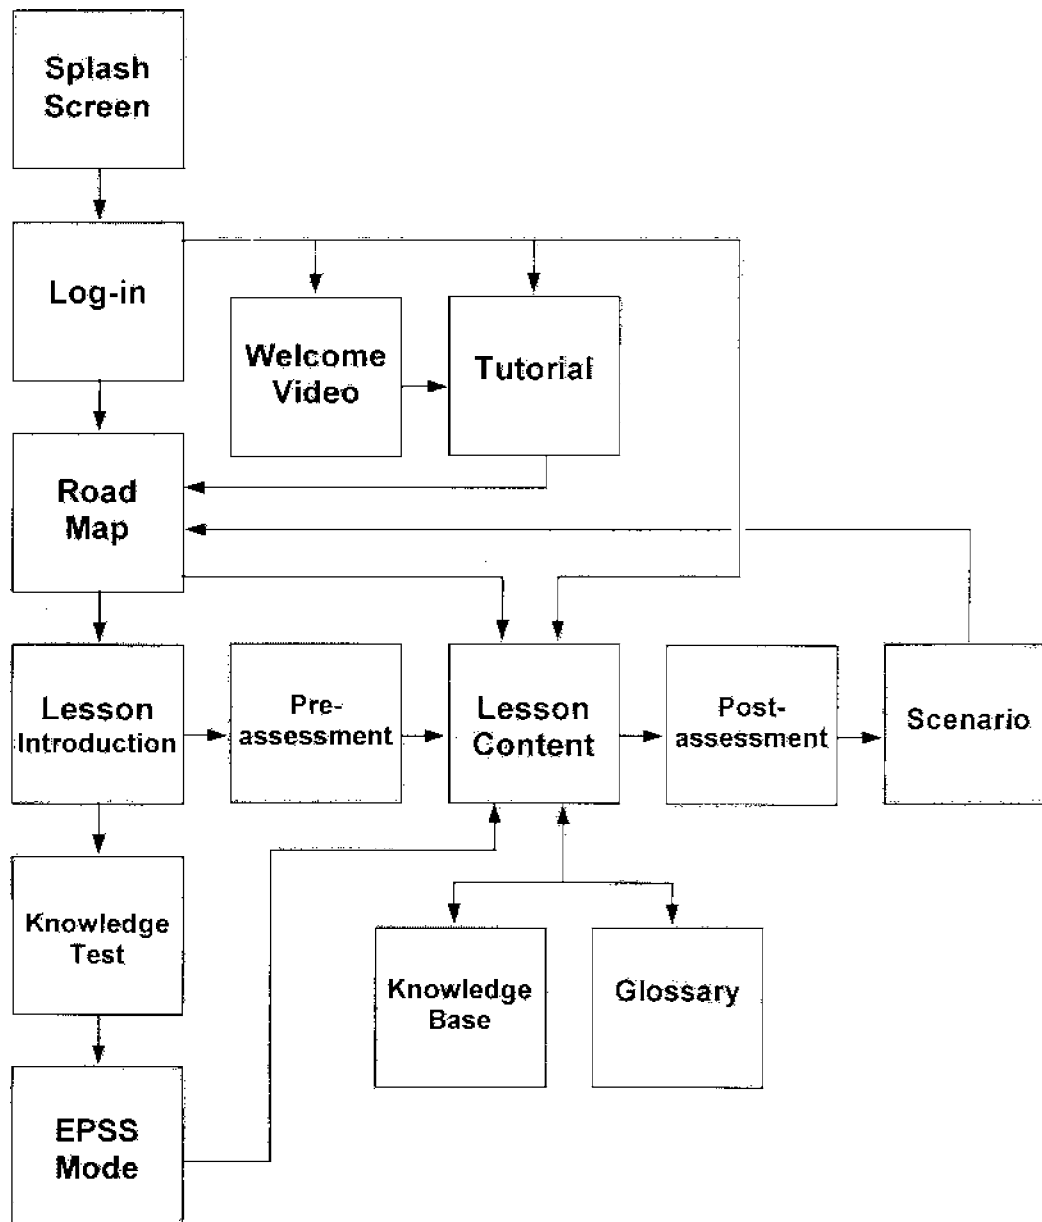 Splash
Screen
Log-in
Welcome
Video
Tutorial
Road
Map
Lesson
Introduction
Pre-
assessment
Lesson
Content
Post-
assessment
Scenario
Knowledge
Test
Knowledge
Base
Glossary
EPSS
Mode